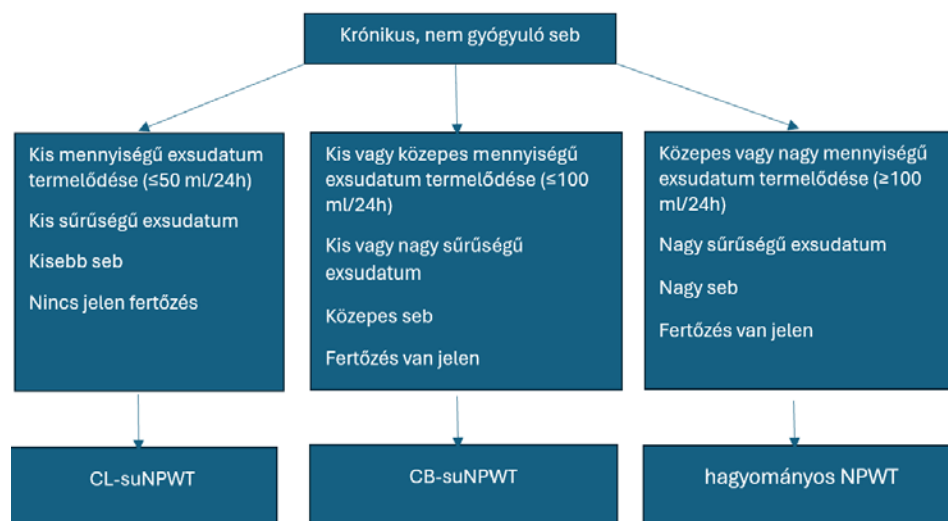 Krónikus, nem gyógyuló seb
Kis mennyiségű exsudatum
termelődése (≤50 ml/24h)
Kis sűrűségű exsudatum
Kisebb seb
Nincs jelen fertőzés
Kis vagy közepes mennyiségű
exsudatum termelődése (≤100
ml/24h)
Kis vagy nagy sűrűségű
exsudatum
Közepes seb
Fertőzés van jelen
Közepes vagy nagy mennyiségű
exsudatum termelődése (≥100
ml/24h)
Nagy sűrűségű exsudatum
Nagy seb
Fertőzés van jelen
CL-suNPWT
CB-suNPWT
hagyományos NPWT